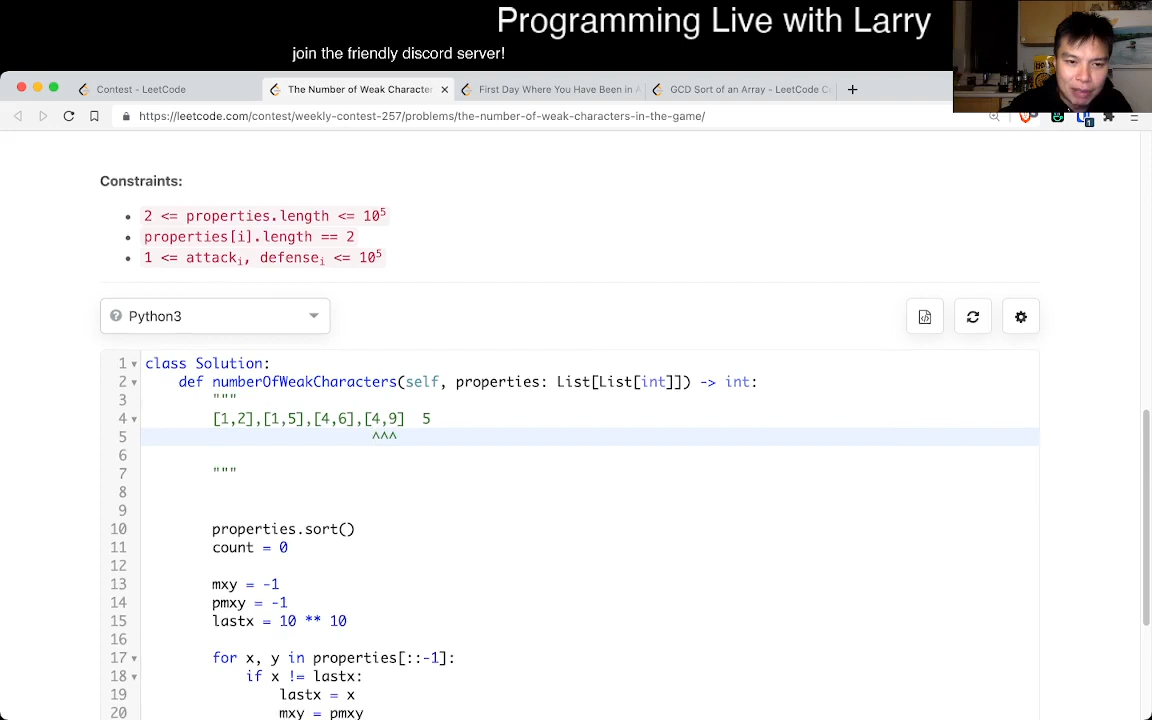 Programming Live with Larry
join the friendly discord server!
Contest - LeetCode
The Number of Weak Character
First Day Where You Have Been in A
GCD Sort of an Array - LeetCode C
https://leetcode.com/contest/weekly-contest-257/problems/the-number-of-weak-characters-in-the-game/
1
Constraints:
2 <= properties.length <= 10⁵
properties[i].length == 2
1 <= attackᵢ, defenseᵢ <= 10⁵
Python3
1 class Solution:
2 def numberOfWeakCharacters(self, properties: List[List[int]]) -> int:
3 """
4 [1,2],[1,5],[4,6],[4,9] 5
5 ^^^
6
7 """
8
9
10 properties.sort()
11 count = 0
12
13 mxy = -1
14 pmxy = -1
15 lastx = 10 ** 10
16
17 for x, y in properties[::-1]:
18 if x != lastx:
19 lastx = x
20 mxy = pmxy